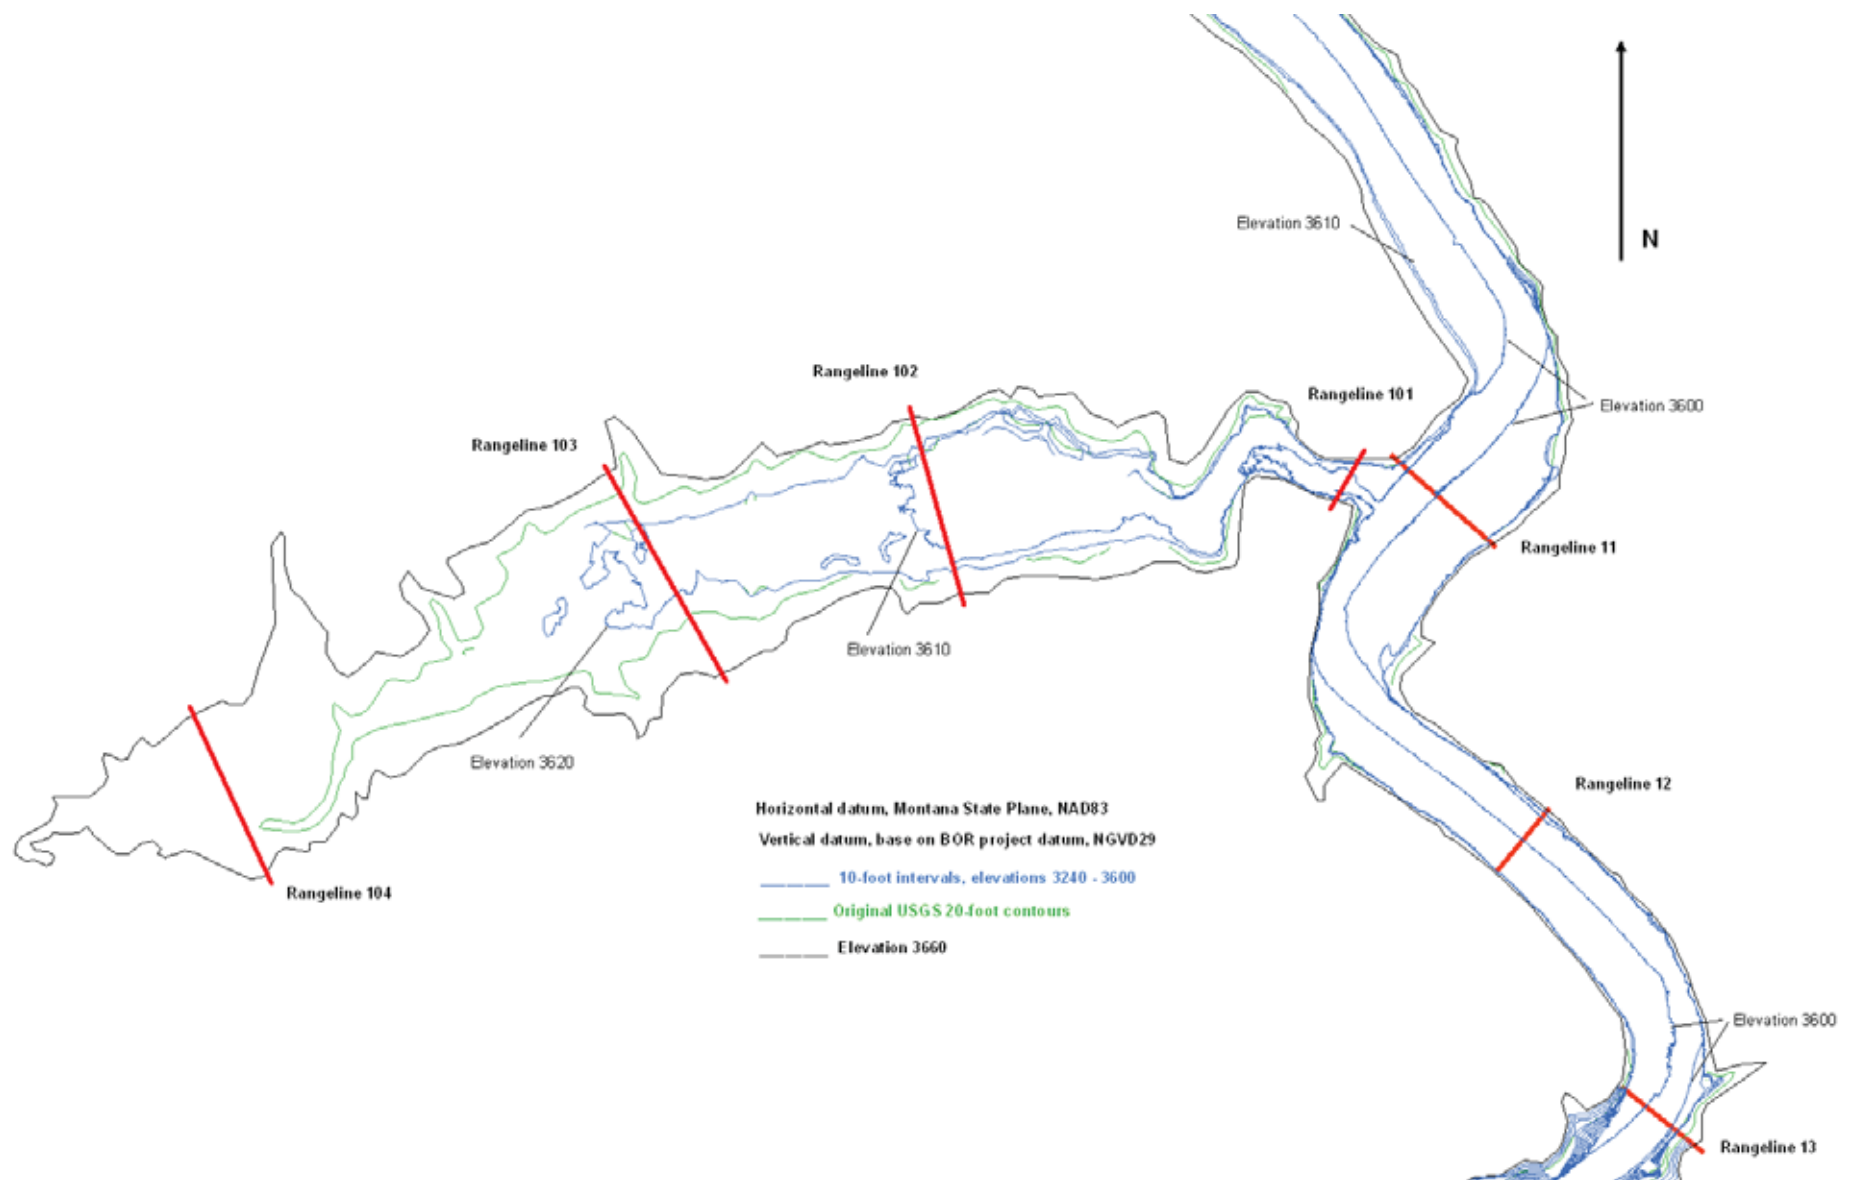 Elevation 3610
N
Rangeline 102
Rangeline 101
Elevation 3600
Rangeline 103
Rangeline 11
Elevation 3610
Elevation 3620
Rangeline 12
Horizontal datum, Montana State Plane, NAD83
Vertical datum, base on BOR project datum, NGVD29
10-foot intervals, elevations 3240 - 3600
Rangeline 104
Original USGS 20-foot contours
Elevation 3660
Elevation 3600
Rangeline 13